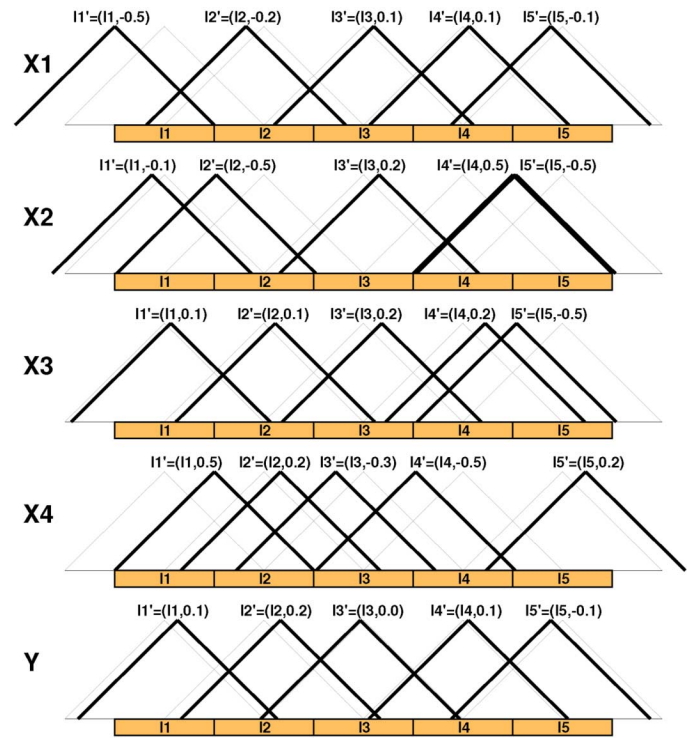 l1'=(l1,-0.5) l2'=(l2,-0.2) l3'=(l3,0.1) l4'=(l4,0.1) l5'=(l5,-0.1)
X1
l1 l2 l3 l4 l5
l1'=(l1,-0.1) l2'=(l2,-0.5) l3'=(l3,0.2) l4'=(l4,0.5) l5'=(l5,-0.5)
X2
l1 l2 l3 l4 l5
l1'=(l1,0.1) l2'=(l2,0.1) l3'=(l3,0.2) l4'=(l4,0.2) l5'=(l5,-0.5)
X3
l1 l2 l3 l4 l5
l1'=(l1,0.5) l2'=(l2,0.2) l3'=(l3,-0.3) l4'=(l4,-0.5) l5'=(l5,0.2)
X4
l1 l2 l3 l4 l5
l1'=(l1,0.1) l2'=(l2,0.2) l3'=(l3,0.0) l4'=(l4,0.1) l5'=(l5,-0.1)
Y
l1 l2 l3 l4 l5